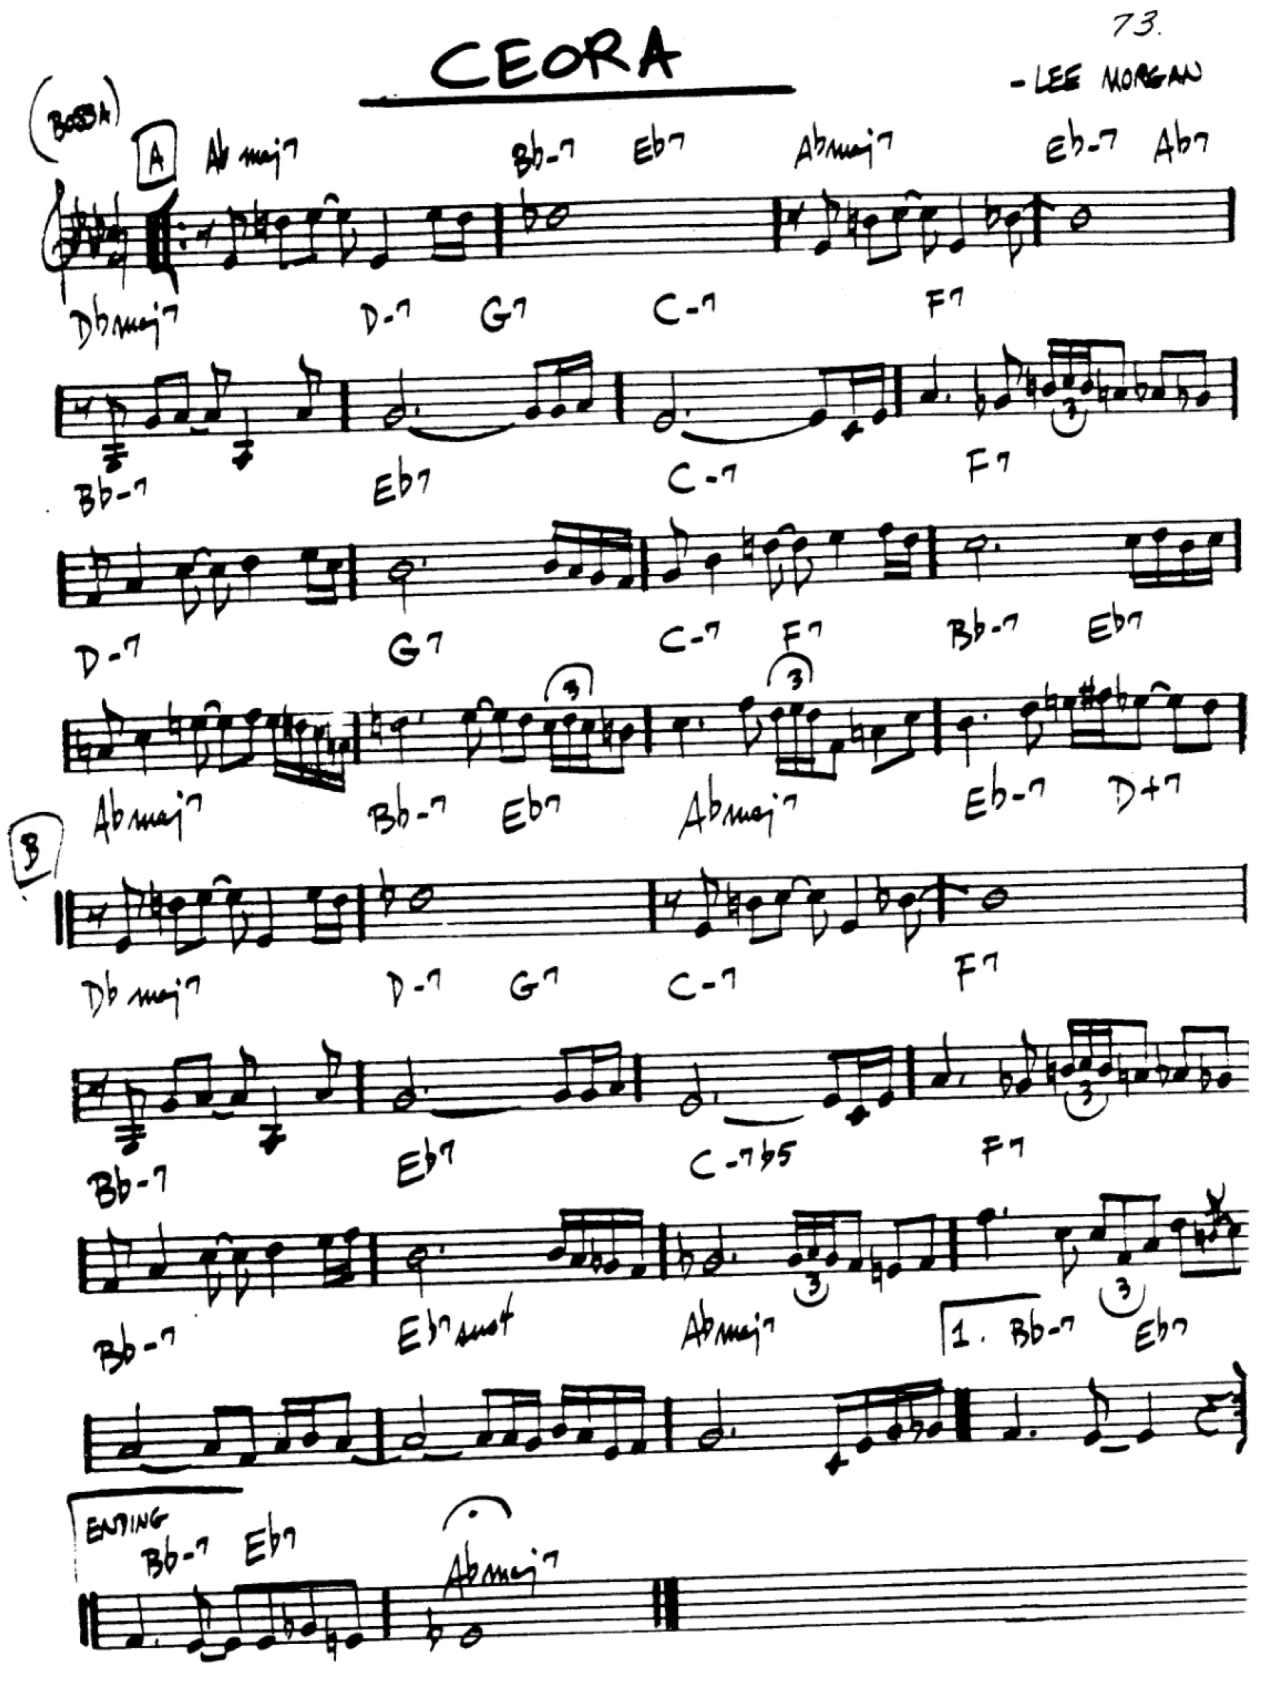 73.
CEORA
- LEE MORGAN
(BOSSA)
A Ab maj7 Bb-7 Eb7 Abmaj7 Eb-7 Ab7
Dbmaj7 D-7 G7 C-7 F7
3
Bb-7 Eb7 C-7 F7
D-7 G7 C-7 F7 Bb-7 Eb7
3 3
B Abmaj7 Bb-7 Eb7 Abmaj7 Eb-7 D+7
Db maj7 D-7 G7 C-7 F7
3
Bb-7 Eb7 C-7b5 F7
3 3
Bb-7 Eb7sus4 Abmaj7 1. Bb-7 Eb7
ENDING
Bb-7 Eb7 Abmaj7